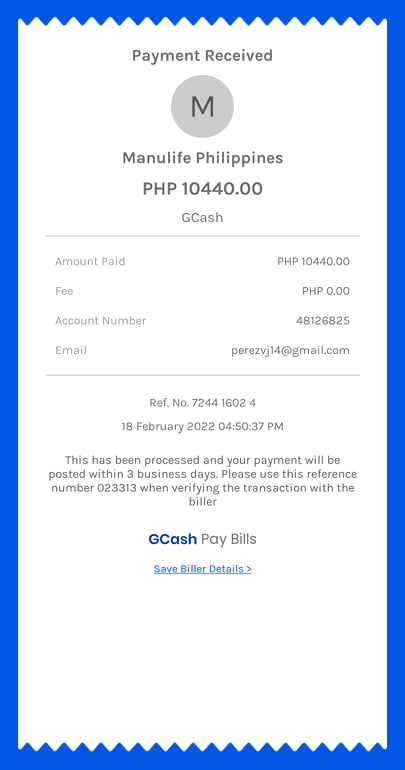 Payment Received
M
Manulife Philippines
PHP 10440.00
GCash
Amount Paid PHP 10440.00
Fee PHP 0.00
Account Number 48126825
Email perezvj14@gmail.com
Ref. No. 7244 1602 4
18 February 2022 04:50:37 PM
This has been processed and your payment will be
posted within 3 business days. Please use this reference
number 023313 when verifying the transaction with the
biller
GCash Pay Bills
Save Biller Details >